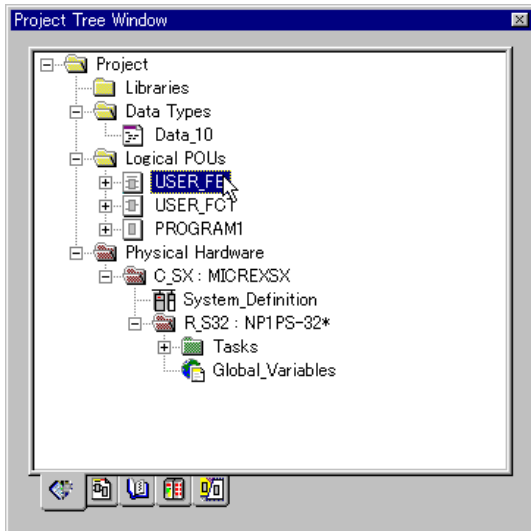 Project Tree Window
Project
Libraries
Data Types
Data_10
Logical POUs
USER_FB
USER_FCT
PROGRAM1
Physical Hardware
C_SX : MICREXSX
System_Definition
R_S32 : NP1PS-32*
Tasks
Global_Variables